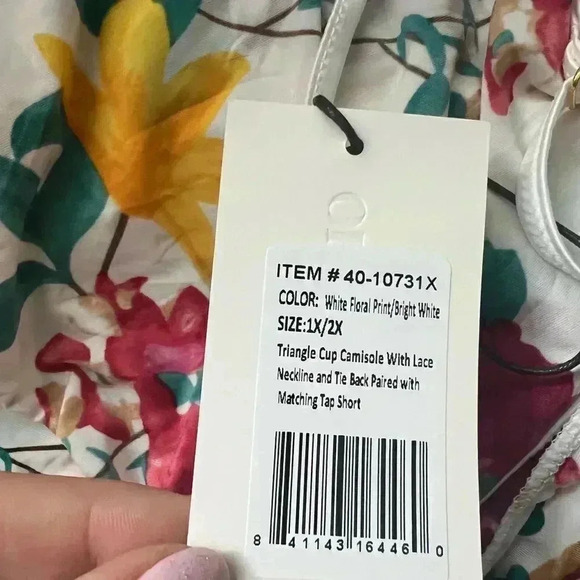 ITEM # 40-10731X
COLOR: White Floral Print/Bright White
SIZE:1X/2X
Triangle Cup Camisole With Lace
Neckline and Tie Back Paired with
Matching Tap Short
8 41143 16446 0